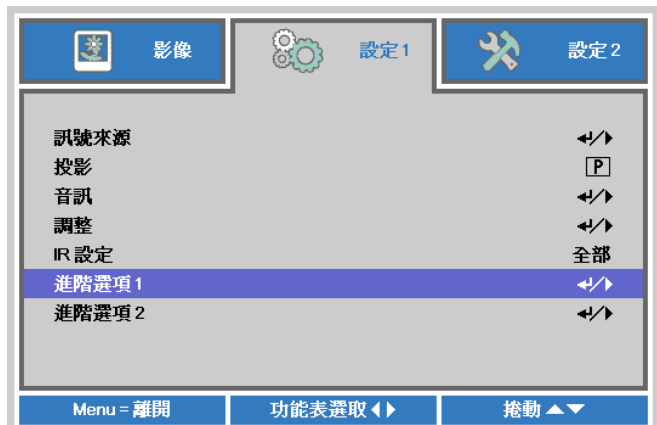 影像
設定1
設定2
訊號來源 ↵/▶
投影 P
音訊 ↵/▶
調整 ↵/▶
IR 設定 全部
進階選項1 ↵/▶
進階選項2 ↵/▶
Menu = 離開
功能表選取◀▶
捲動▲▼